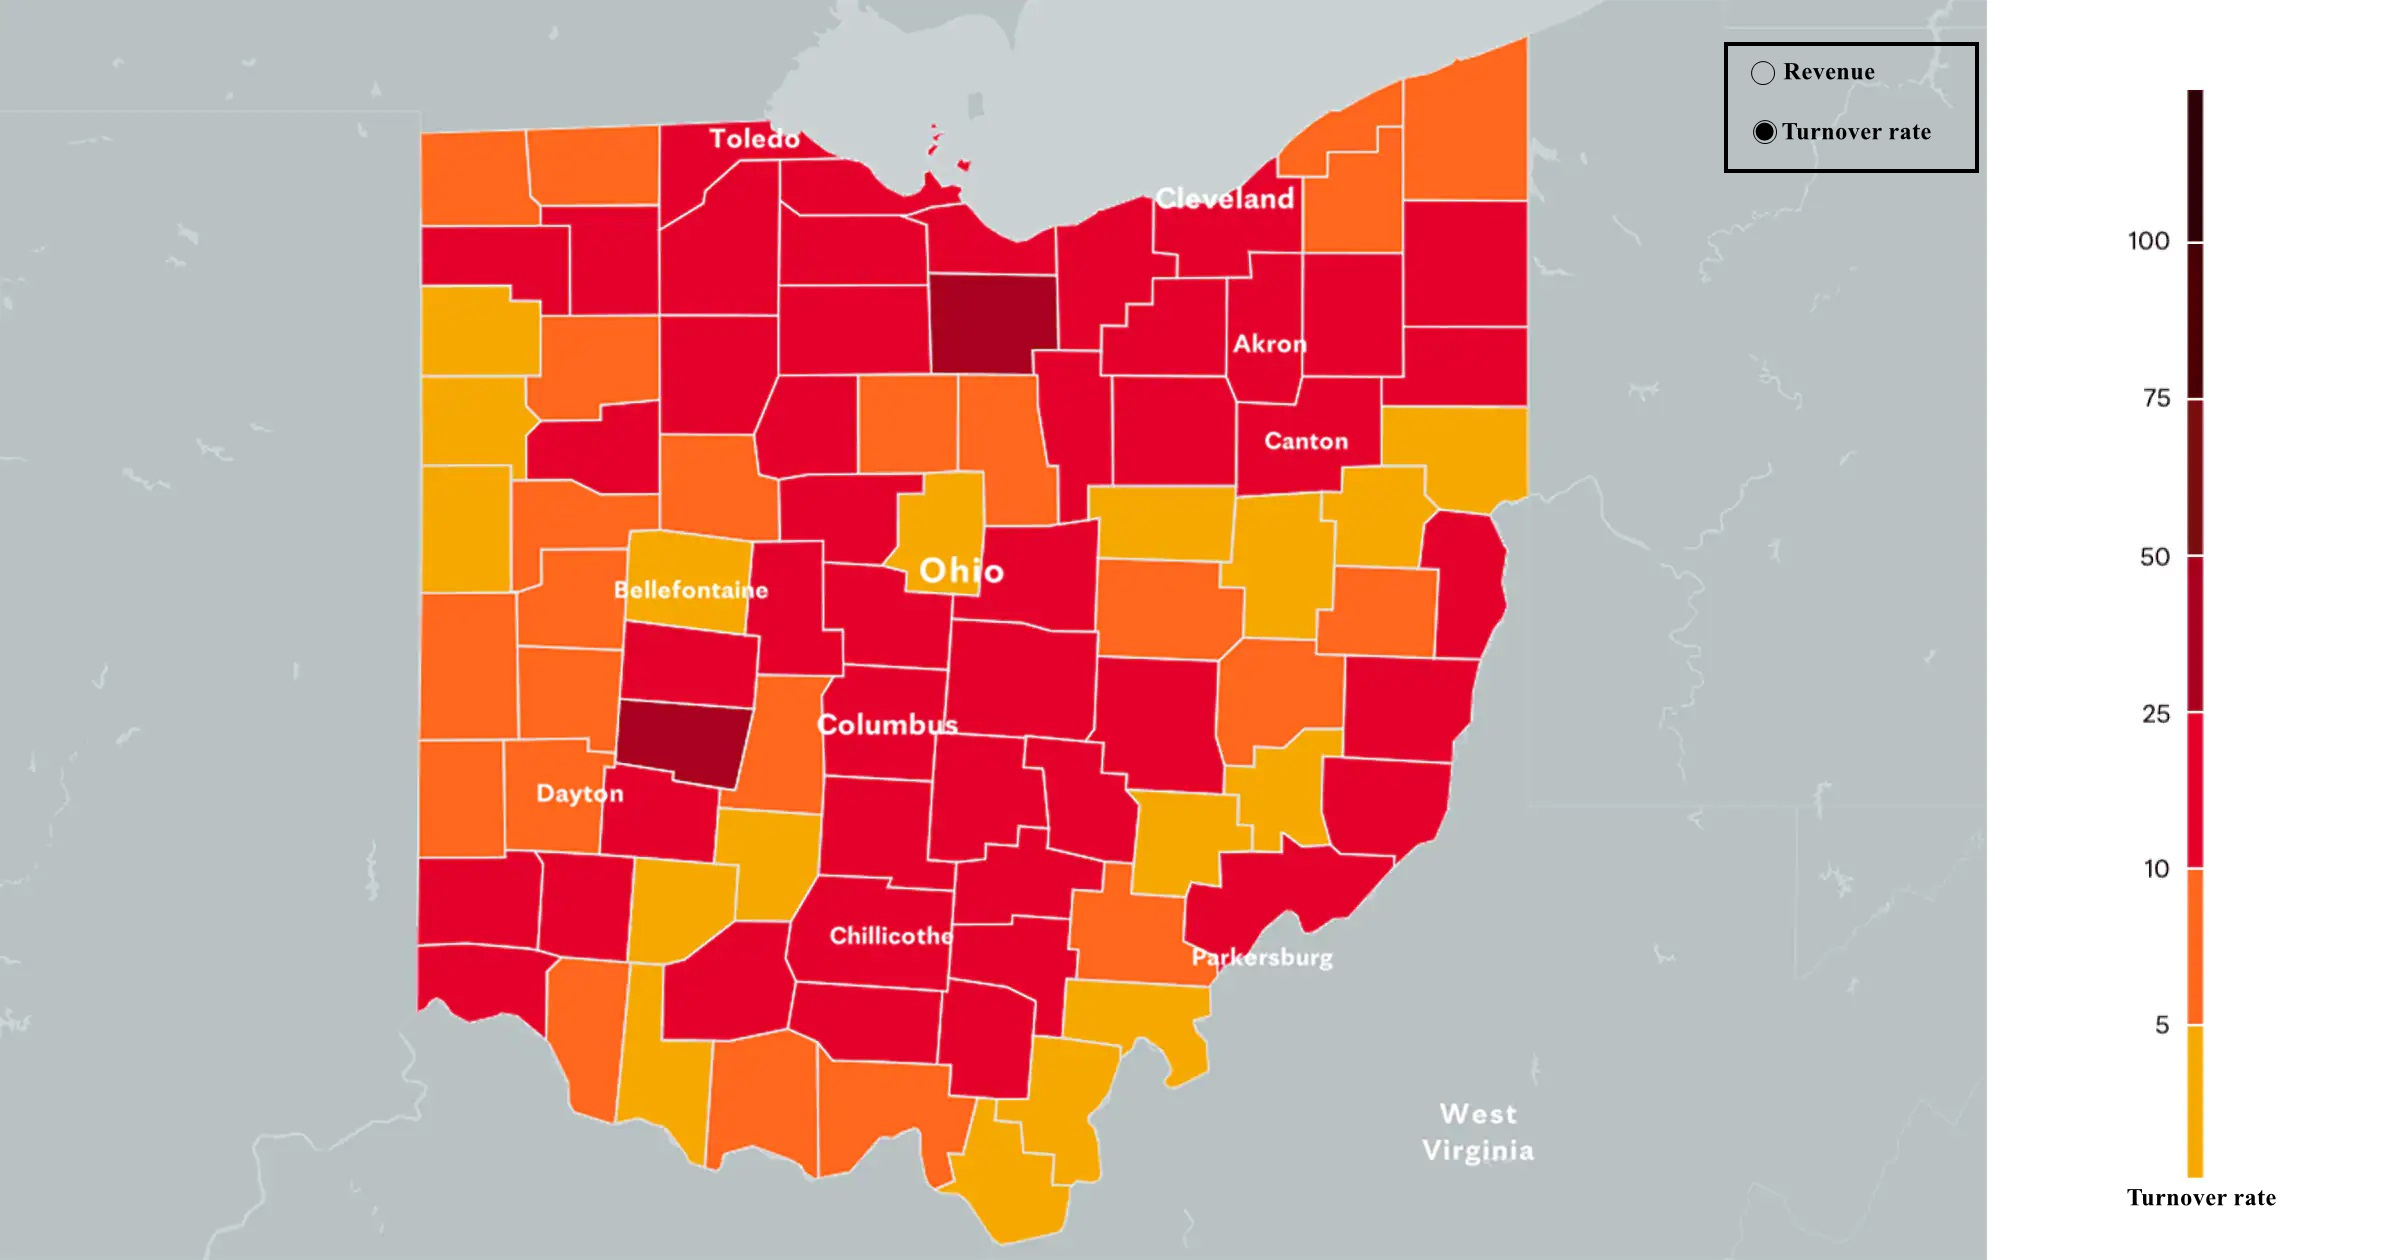 Revenue
Turnover rate
Toledo
Cleveland
Akron
Canton
Ohio
Bellefontaine
Columbus
Dayton
Chillicothe
Parkersburg
West
Virginia
100
75
50
25
10
5
Turnover rate